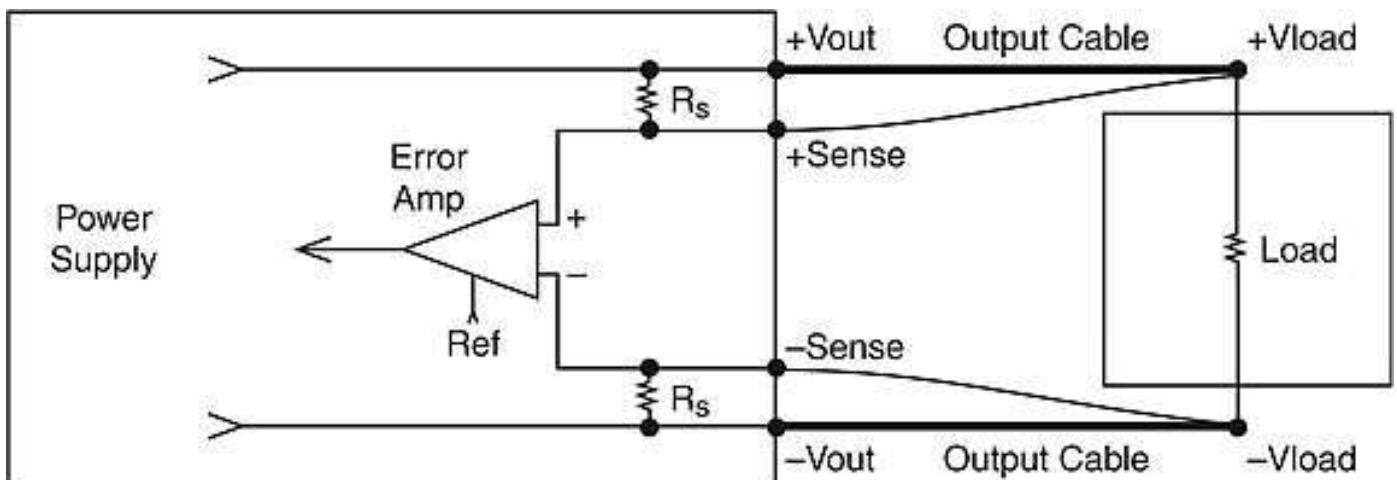 +Vout
Output Cable
+Vload
Rs
+Sense
Error
Amp
Power
Supply
+
–
Load
Ref
–Sense
Rs
–Vout
Output Cable
–Vload